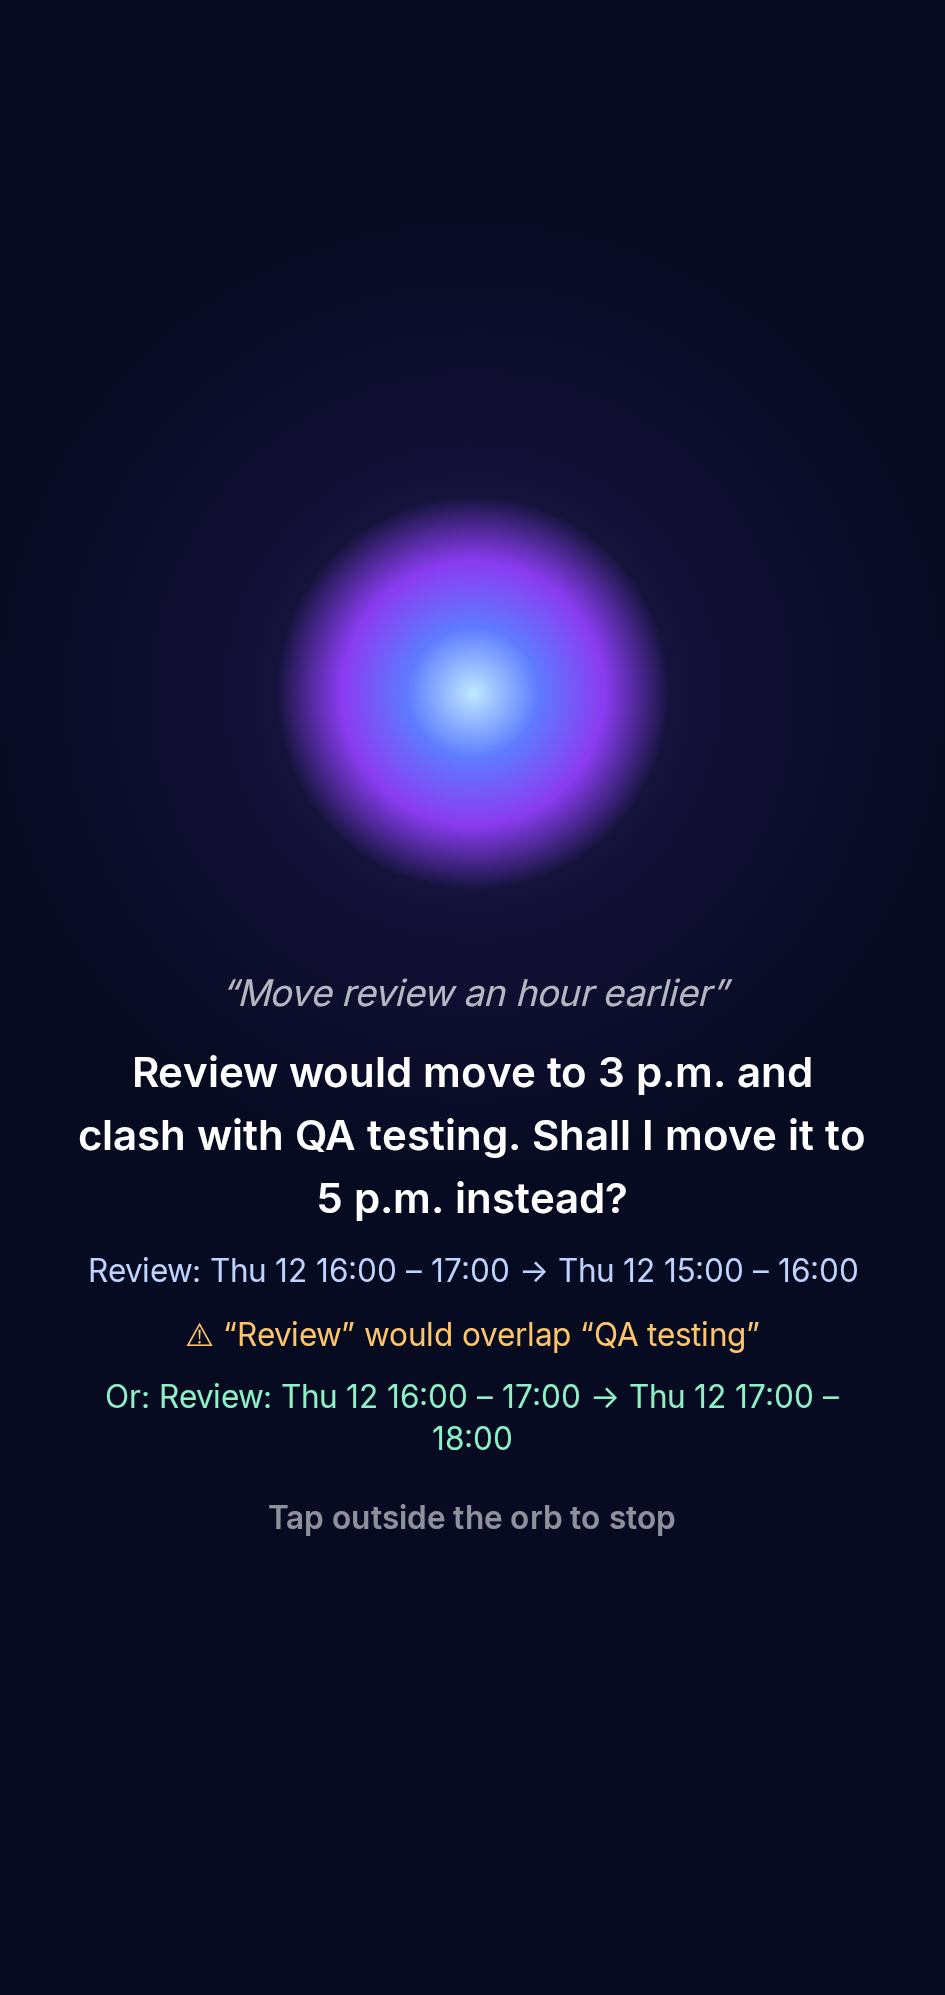 “Move review an hour earlier”
Review would move to 3 p.m. and
clash with QA testing. Shall I move it to
5 p.m. instead?
Review: Thu 12 16:00 – 17:00 → Thu 12 15:00 – 16:00
⚠ “Review” would overlap “QA testing”
Or: Review: Thu 12 16:00 – 17:00 → Thu 12 17:00 –
18:00
Tap outside the orb to stop